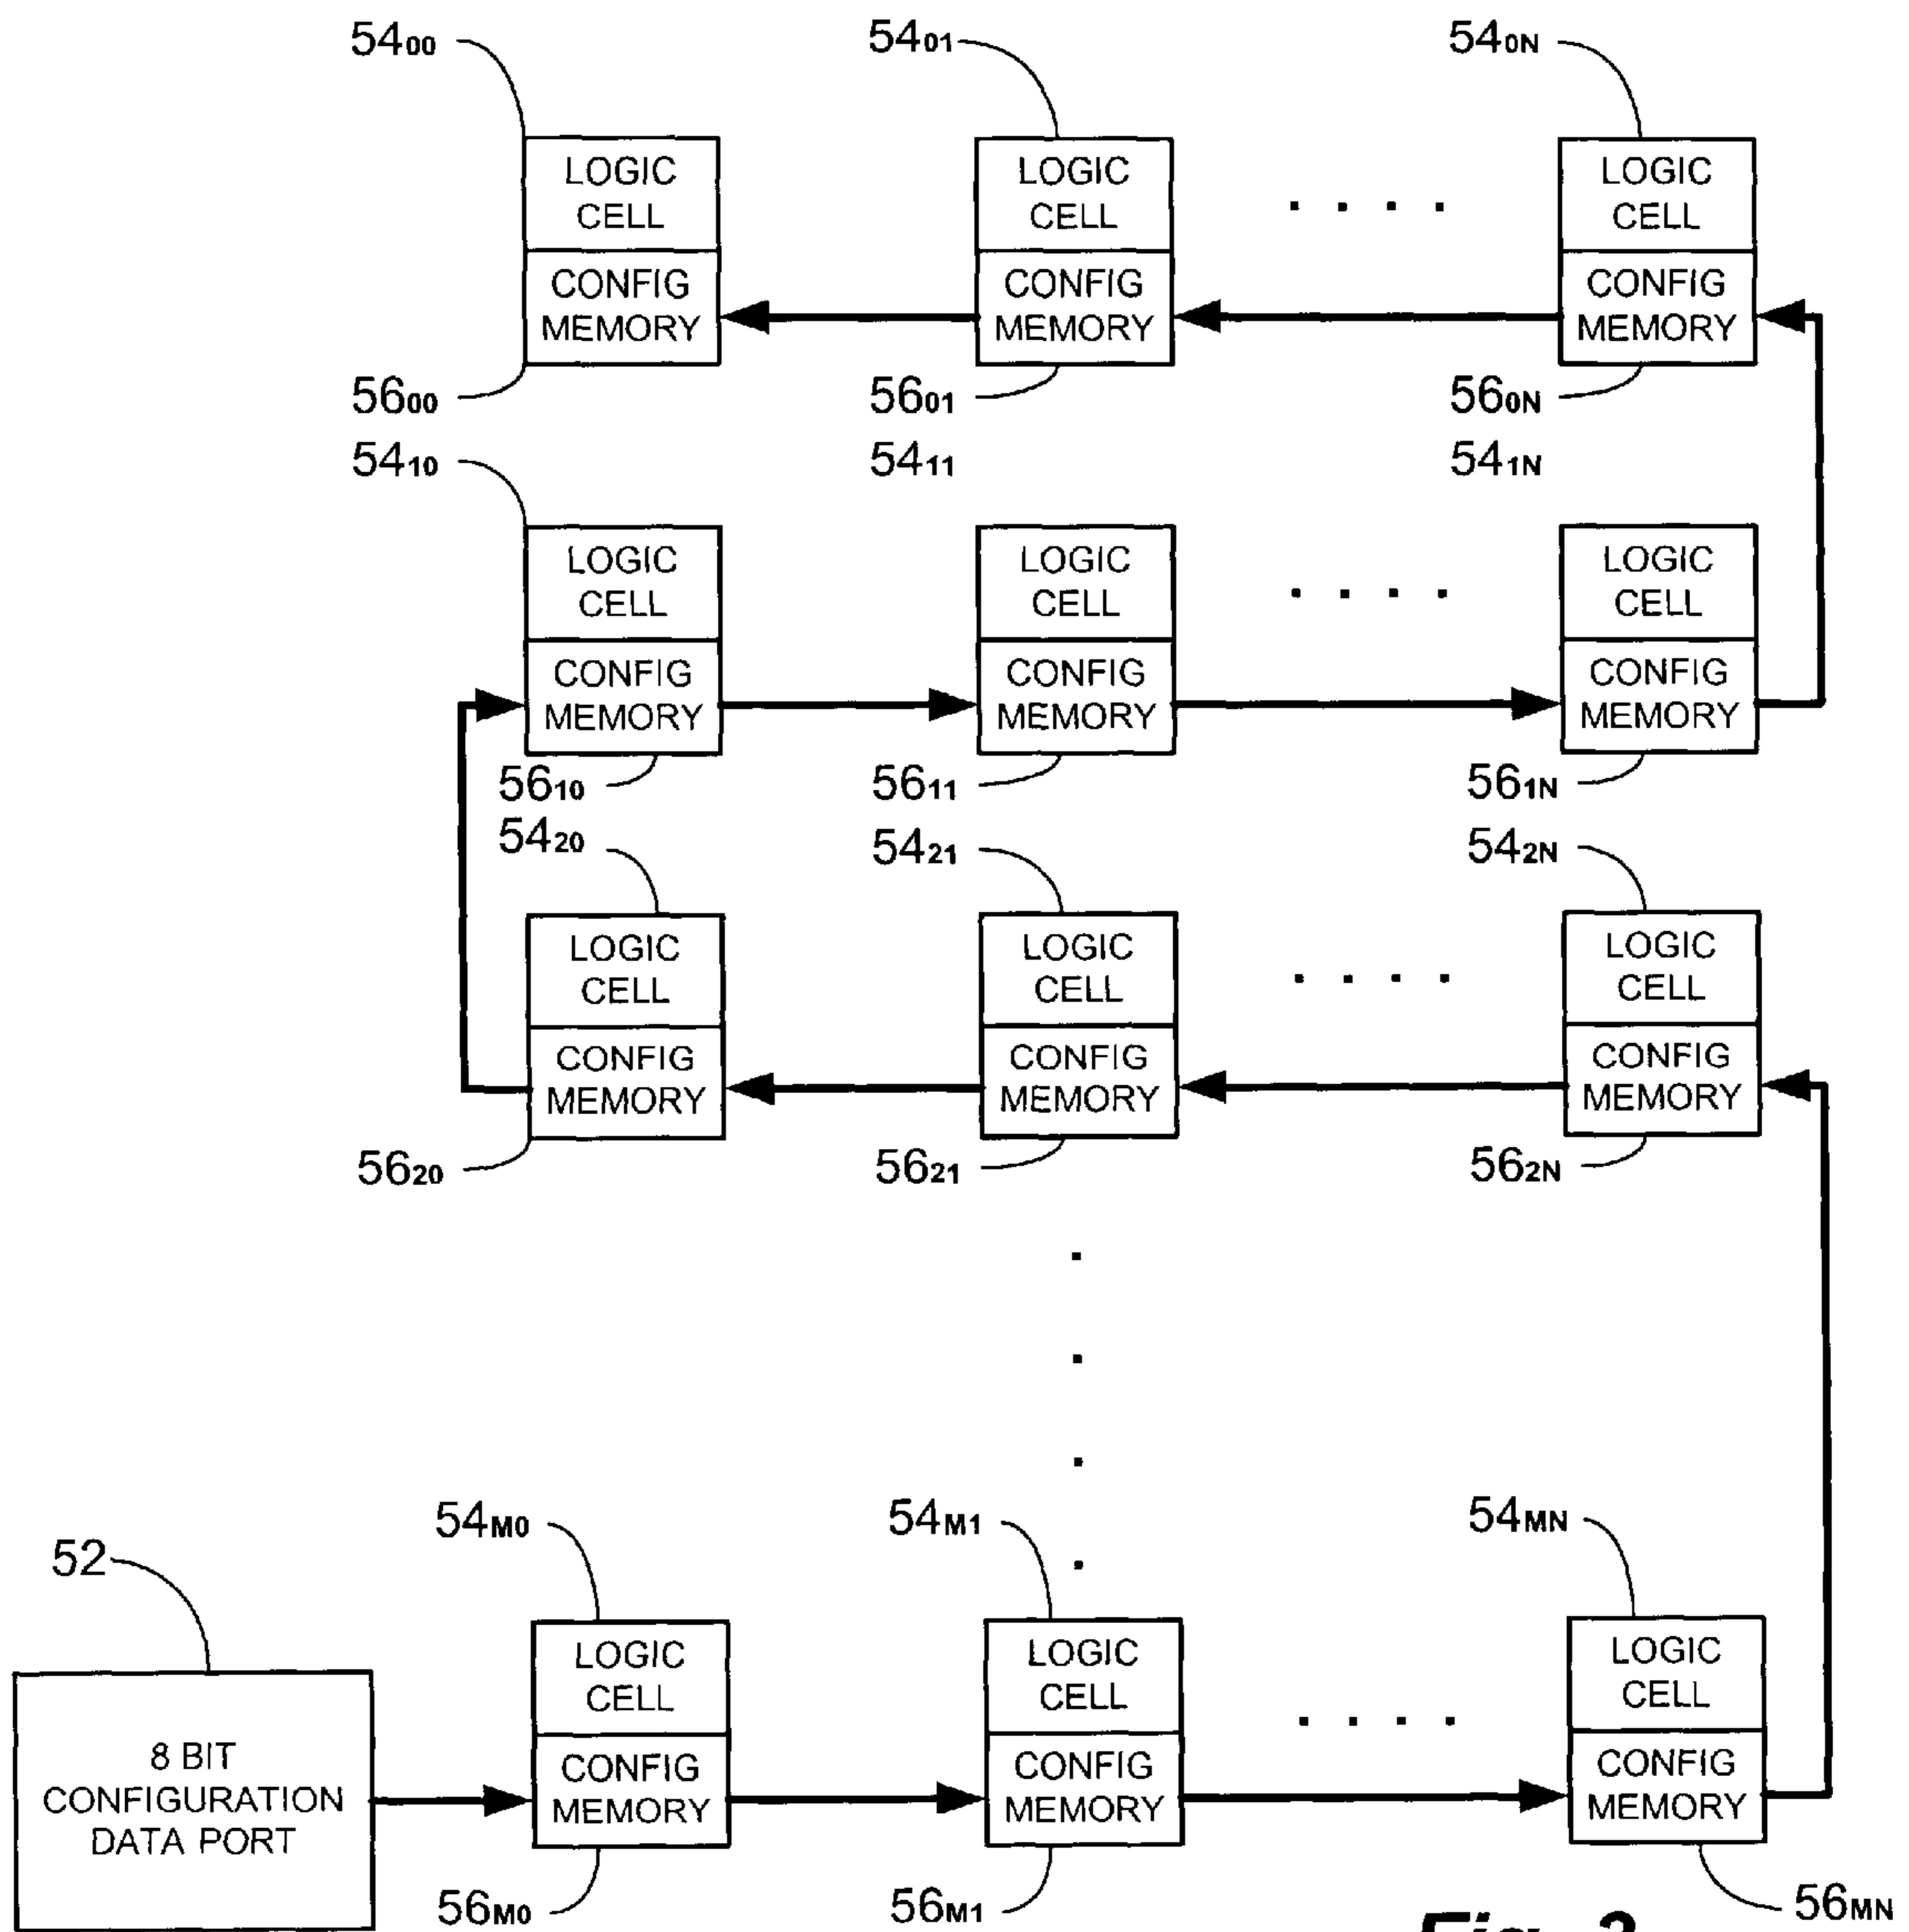 54₀₀ 54₀₁ 54₀N
LOGIC LOGIC LOGIC
CELL CELL . . . . CELL
CONFIG CONFIG CONFIG
MEMORY MEMORY MEMORY
56₀₀ 56₀₁ 56₀N
54₁₀ 54₁₁ 54₁N
LOGIC LOGIC LOGIC
CELL CELL . . . . CELL
CONFIG CONFIG CONFIG
MEMORY MEMORY MEMORY
56₁₀ 56₁₁ 56₁N
54₂₀ 54₂₁ 54₂N
LOGIC LOGIC LOGIC
CELL CELL . . . . CELL
CONFIG CONFIG CONFIG
MEMORY MEMORY MEMORY
56₂₀ 56₂₁ 56₂N
54M0 54M1 54MN
52
LOGIC LOGIC LOGIC
CELL CELL . . . . CELL
8 BIT
CONFIGURATION
DATA PORT
CONFIG CONFIG CONFIG
MEMORY MEMORY MEMORY
56M0 56M1 56MN